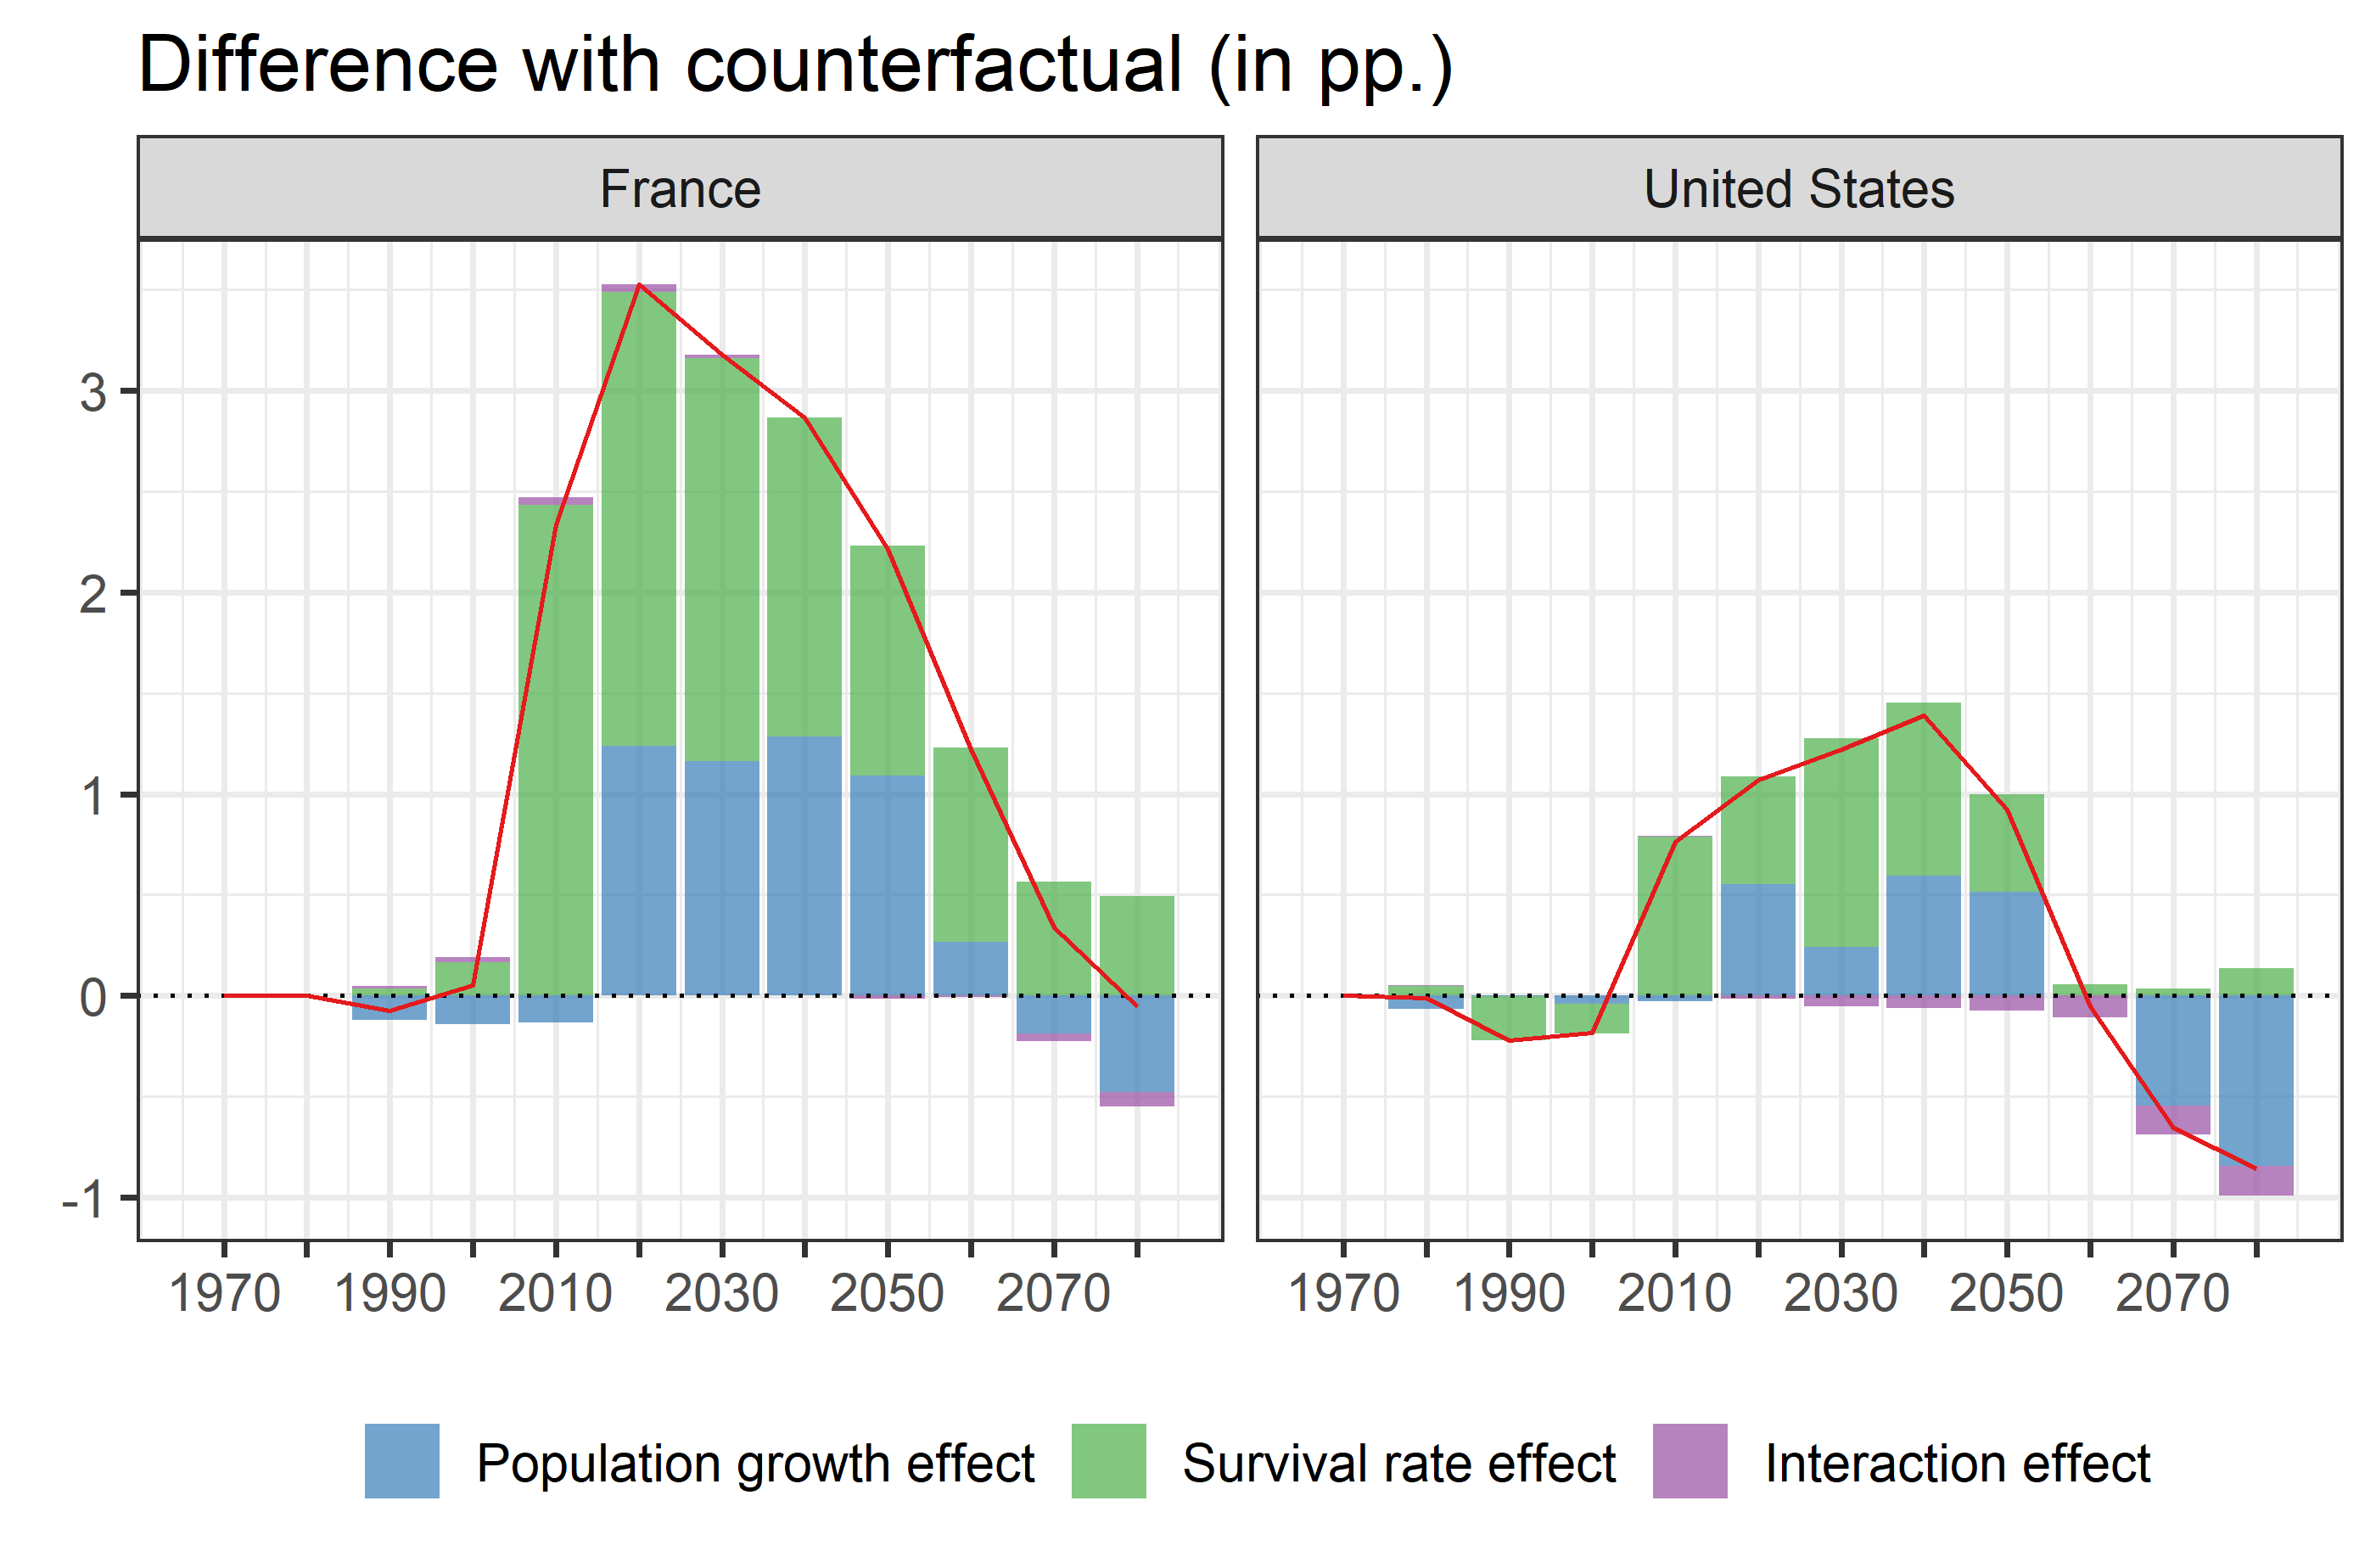 Difference with counterfactual (in pp.)
France
United States
3
2
1
0
-1
1970 1990 2010 2030 2050 2070
1970 1990 2010 2030 2050 2070
Population growth effect Survival rate effect Interaction effect